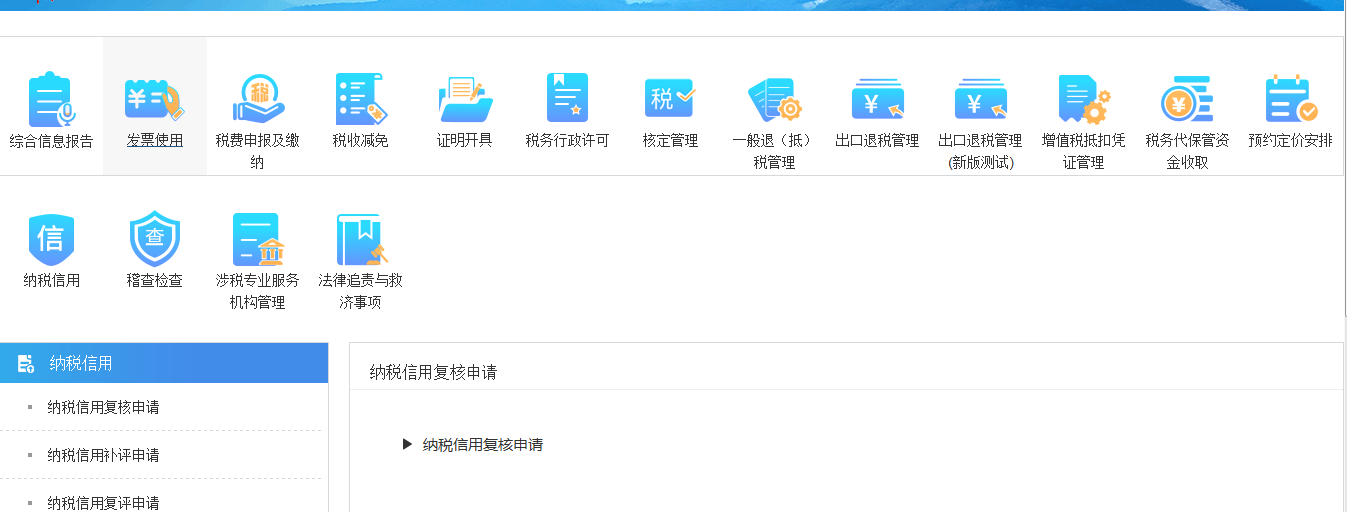 综合信息报告
发票使用
税费申报及缴
纳
税收减免
证明开具
税务行政许可
核定管理
一般退（抵）
税管理
出口退税管理
出口退税管理
(新版测试)
增值税抵扣凭
证管理
税务代保管资
金收取
预约定价安排
税
税
信
纳税信用
查
稽查检查
涉税专业服务
机构管理
法律追责与救
济事项
纳税信用
纳税信用复核申请
纳税信用补评申请
纳税信用复评申请
纳税信用复核申请
纳税信用复核申请